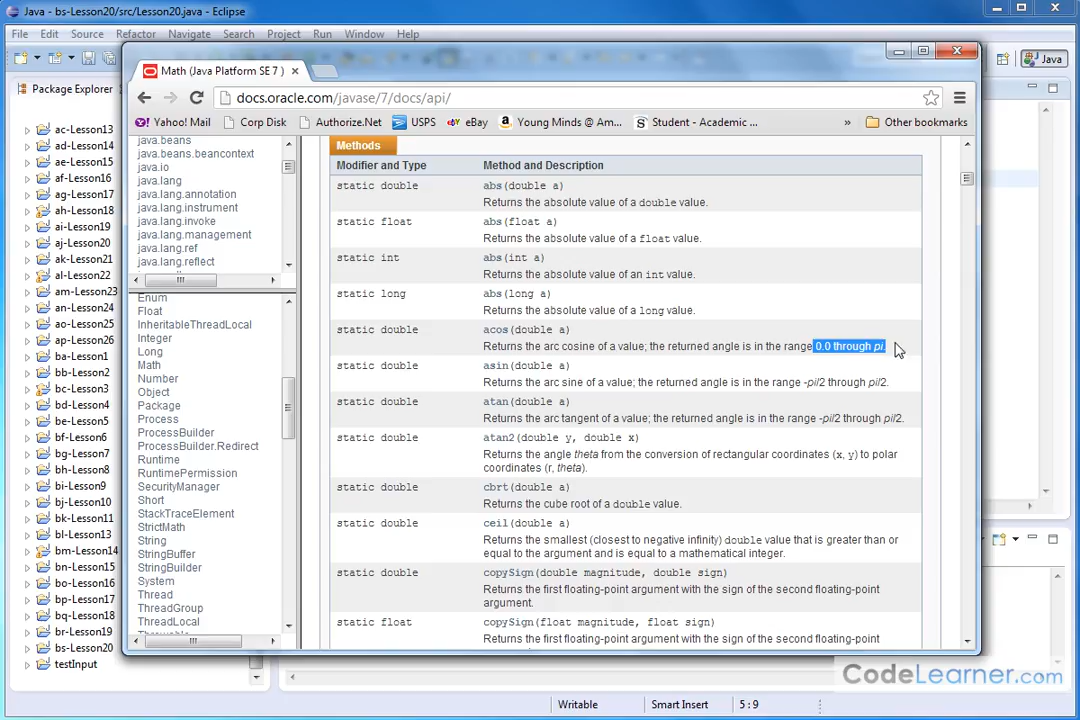 Java - bs-Lesson20/src/Lesson20.java - Eclipse
File Edit Source Refactor Navigate Search Project Run Window Help
Math (Java Platform SE 7 )
docs.oracle.com/javase/7/docs/api/
Yahoo! Mail Corp Disk Authorize.Net USPS eBay Young Minds @ Am... Student - Academic ... » Other bookmarks
Java
Package Explorer
ac-Lesson13
ad-Lesson14
ae-Lesson15
af-Lesson16
ag-Lesson17
ah-Lesson18
ai-Lesson19
aj-Lesson20
ak-Lesson21
al-Lesson22
am-Lesson23
an-Lesson24
ao-Lesson25
ap-Lesson26
ba-Lesson1
bb-Lesson2
bc-Lesson3
bd-Lesson4
be-Lesson5
bf-Lesson6
bg-Lesson7
bh-Lesson8
bi-Lesson9
bj-Lesson10
bk-Lesson11
bl-Lesson13
bm-Lesson14
bn-Lesson15
bo-Lesson16
bp-Lesson17
bq-Lesson18
br-Lesson19
bs-Lesson20
testInput
java.beans
java.beans.beancontext
java.io
java.lang
java.lang.annotation
java.lang.instrument
java.lang.invoke
java.lang.management
java.lang.ref
java.lang.reflect
Enum
Float
InheritableThreadLocal
Integer
Long
Math
Number
Object
Package
Process
ProcessBuilder
ProcessBuilder.Redirect
Runtime
RuntimePermission
SecurityManager
Short
StackTraceElement
StrictMath
String
StringBuffer
StringBuilder
System
Thread
ThreadGroup
ThreadLocal
Methods
Modifier and Type Method and Description
static double abs(double a)
Returns the absolute value of a double value.
static float abs(float a)
Returns the absolute value of a float value.
static int abs(int a)
Returns the absolute value of an int value.
static long abs(long a)
Returns the absolute value of a long value.
static double acos(double a)
Returns the arc cosine of a value; the returned angle is in the range 0.0 through pi.
static double asin(double a)
Returns the arc sine of a value; the returned angle is in the range -pi/2 through pi/2.
static double atan(double a)
Returns the arc tangent of a value; the returned angle is in the range -pi/2 through pi/2.
static double atan2(double y, double x)
Returns the angle theta from the conversion of rectangular coordinates (x, y) to polar
coordinates (r, theta).
static double cbrt(double a)
Returns the cube root of a double value.
static double ceil(double a)
Returns the smallest (closest to negative infinity) double value that is greater than or
equal to the argument and is equal to a mathematical integer.
static double copySign(double magnitude, double sign)
Returns the first floating-point argument with the sign of the second floating-point
argument.
static float copySign(float magnitude, float sign)
Returns the first floating-point argument with the sign of the second floating-point
CodeLearner.com
Writable Smart Insert 5 : 9